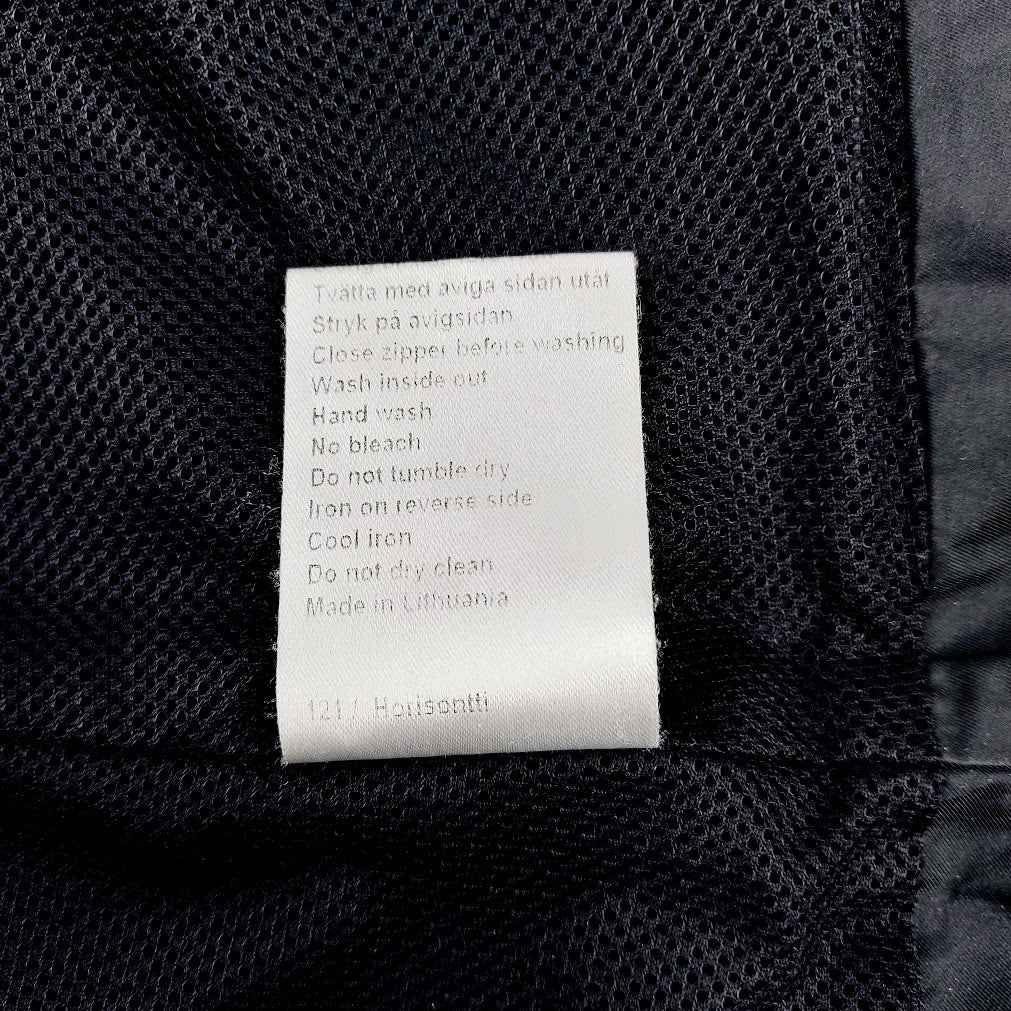 Tvätta med aviga sidan utåt
Stryk på avigsidan
Close zipper before washing
Wash inside out
Hand wash
No bleach
Do not tumble dry
Iron on reverse side
Cool iron
Do not dry clean
Made in Lithuania
121 / Horisontti